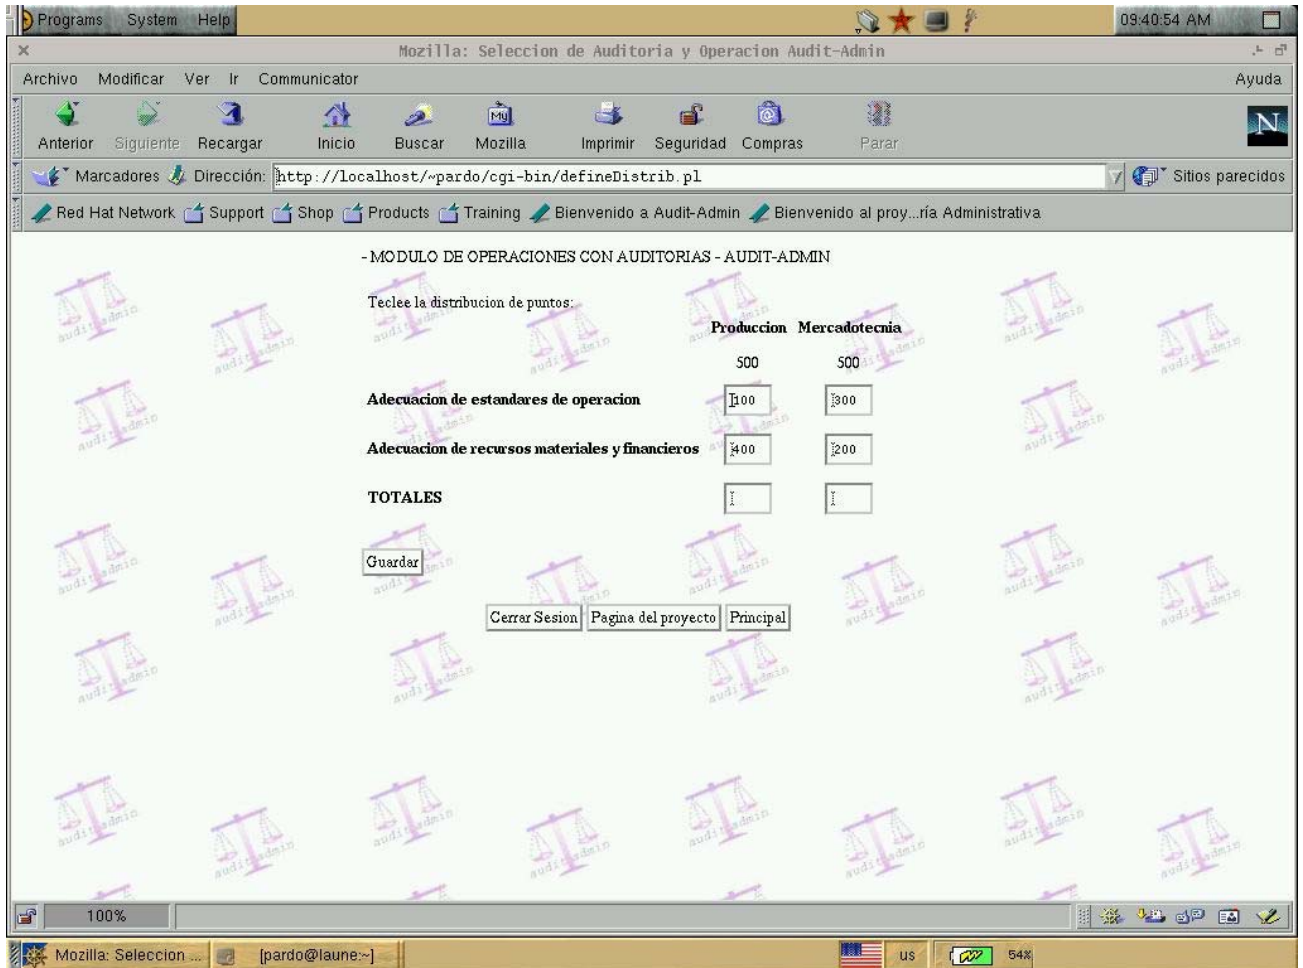 Programs System Help 09:40:54 AM
Mozilla: Seleccion de Auditoria y Operacion Audit-Admin
Archivo Modificar Ver Ir Communicator Ayuda
My N
Anterior Siguiente Recargar Inicio Buscar Mozilla Imprimir Seguridad Compras Parar
Marcadores Dirección: http://localhost/~pardo/cgi-bin/defineDistrib.pl Sitios parecidos
Red Hat Network Support Shop Products Training Bienvenido a Audit-Admin Bienvenido al proy...ría Administrativa
- MODULO DE OPERACIONES CON AUDITORIAS - AUDIT-ADMIN
Teclee la distribucion de puntos:
Produccion Mercadotecnia
500 500
Adecuacion de estandares de operacion 100 300
Adecuacion de recursos materiales y financieros 400 200
TOTALES
Guardar
Cerrar Sesion Pagina del proyecto Principal
audit admin
100%
Mozilla: Seleccion ... [pardo@laune:~] us 54%